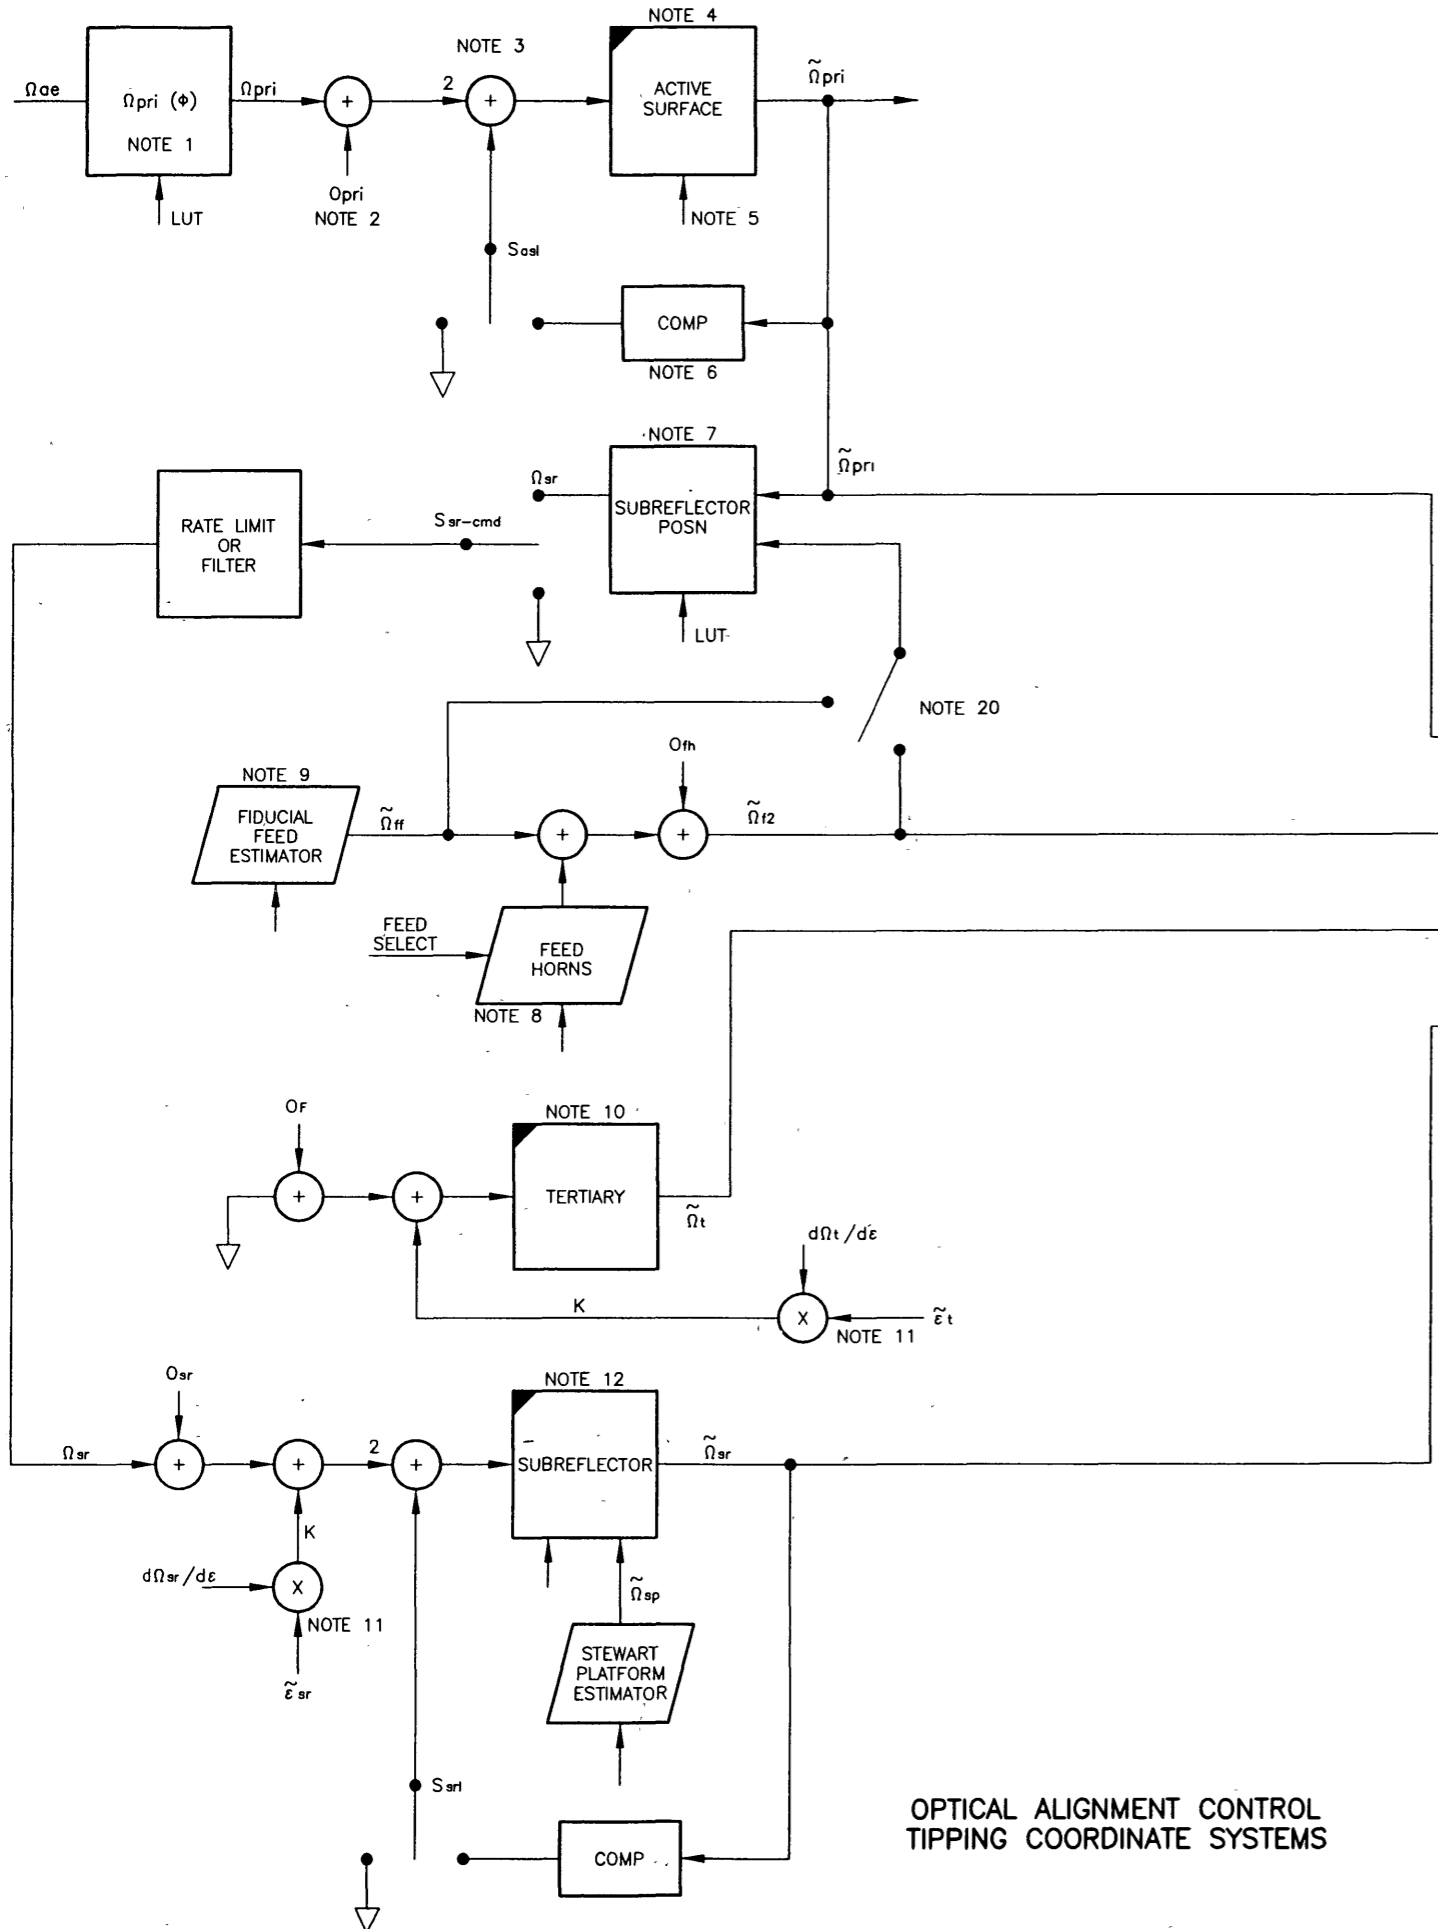 NOTE 4
NOTE 3
Ωae
Ωpri (Φ)
NOTE 1
Ωpri
+
2
+
ACTIVE
SURFACE
Ω̃pri
LUT
Opri
NOTE 2
NOTE 5
Sasl
COMP
NOTE 6
NOTE 7
Ω̃pri
Ωsr
SUBREFLECTOR
POSN
RATE LIMIT
OR
FILTER
Ssr-cmd
LUT
NOTE 20
Ofh
NOTE 9
FIDUCIAL
FEED
ESTIMATOR
Ω̃ff
+
+
Ω̃f2
FEED
SELECT
FEED
HORNS
NOTE 8
OF
NOTE 10
+
+
TERTIARY
Ω̃t
dΩt/dε
K
X
ε̃t
NOTE 11
Osr
NOTE 12
Ωsr
+
+
2
+
SUBREFLECTOR
Ω̃sr
K
dΩsr/dε
X
NOTE 11
Ω̃sp
ε̃sr
STEWART
PLATFORM
ESTIMATOR
Ssrl
COMP
OPTICAL ALIGNMENT CONTROL
TIPPING COORDINATE SYSTEMS